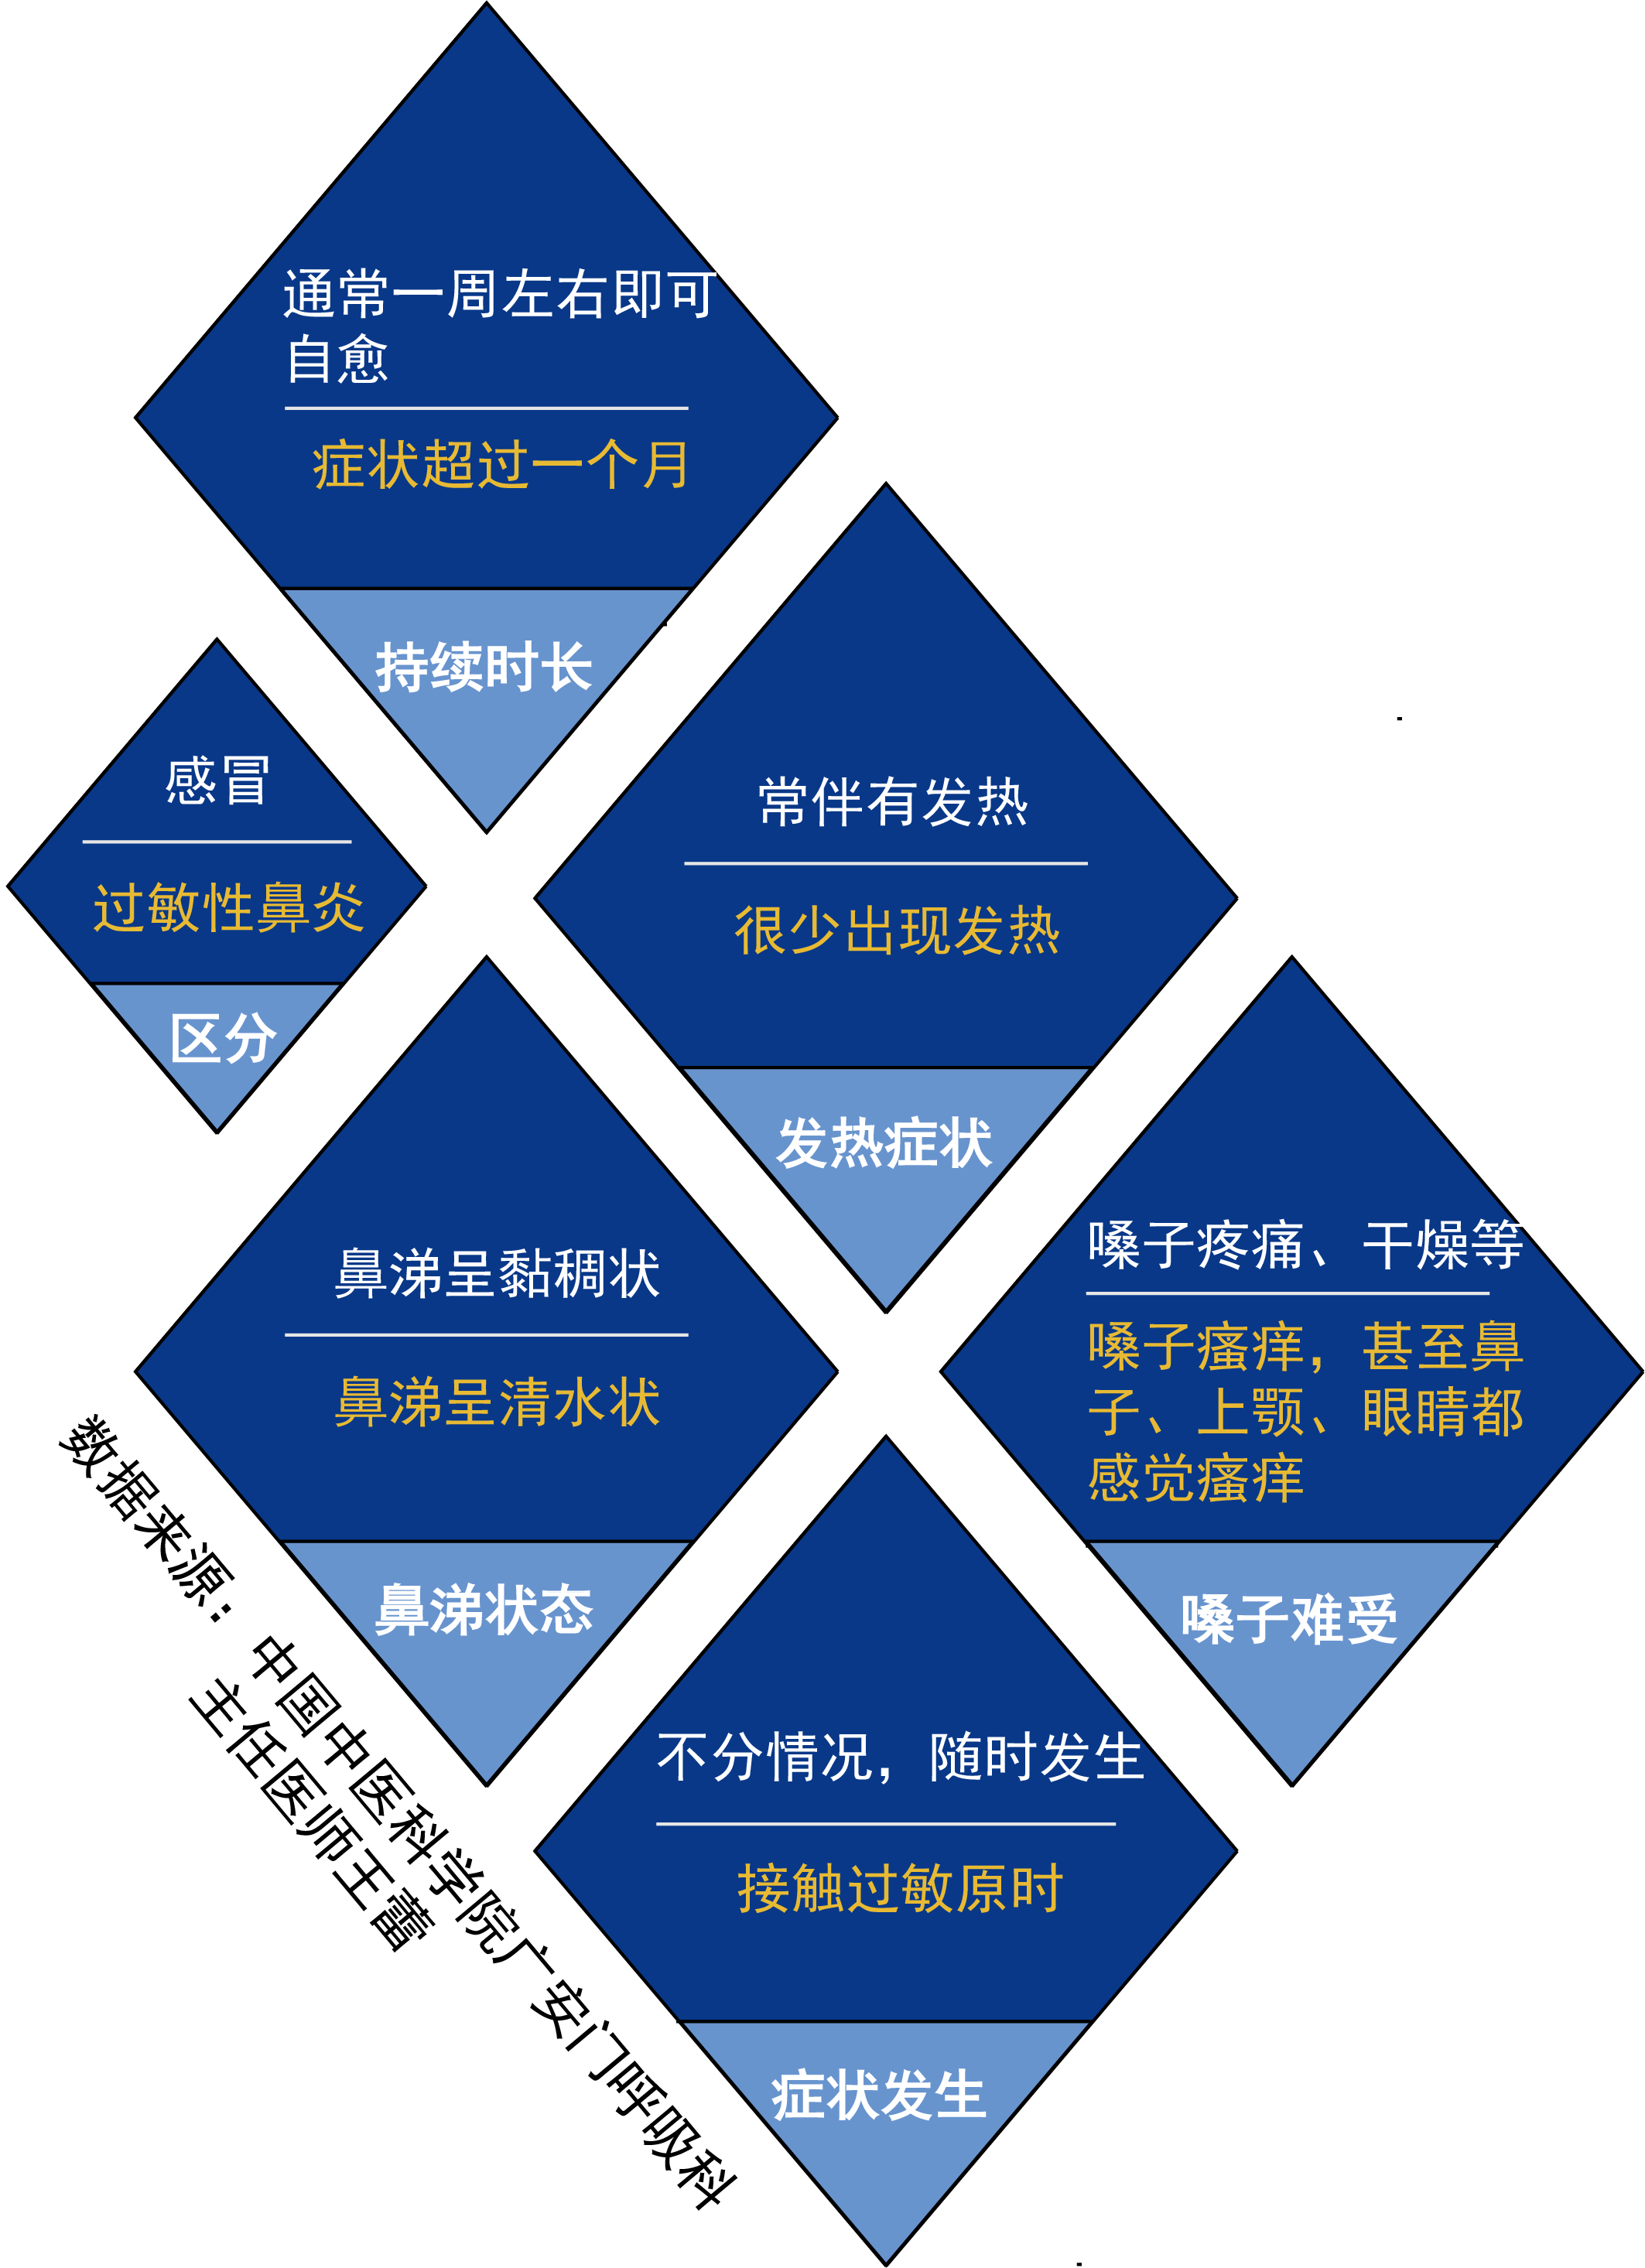 通常一周左右即可
自愈
症状超过一个月
持续时长
感冒
过敏性鼻炎
区分
常伴有发热
很少出现发热
发热症状
鼻涕呈黏稠状
鼻涕呈清水状
鼻涕状态
嗓子疼痛、干燥等
嗓子瘙痒，甚至鼻
子、上颚、眼睛都
感觉瘙痒
嗓子难受
不分情况，随时发生
接触过敏原时
症状发生
数据来源：中国中医科学院广安门呼吸科
主任医师王蕾